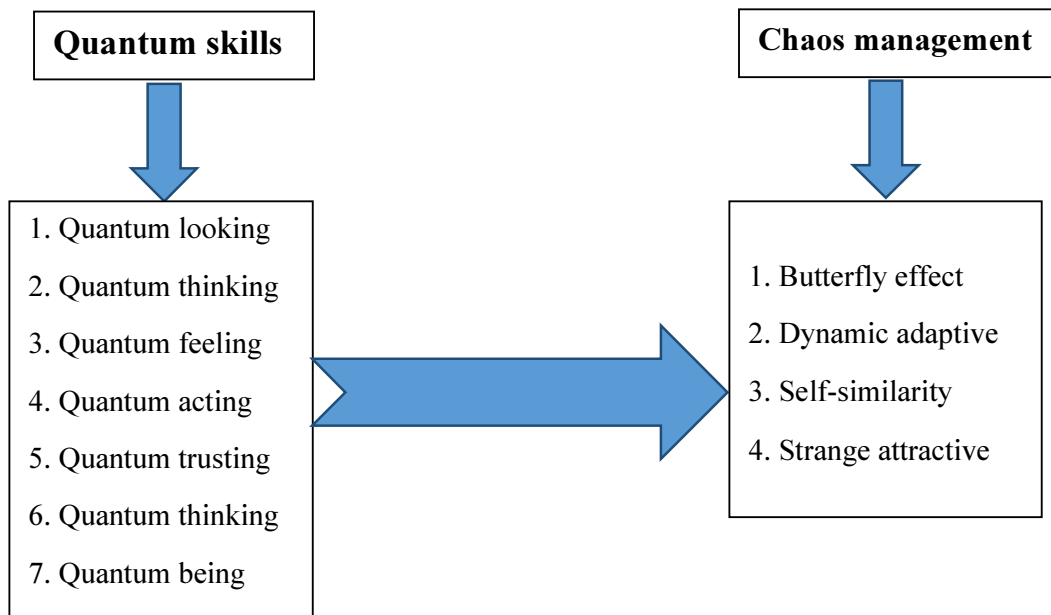 Quantum skills
Chaos management
1. Quantum looking
2. Quantum thinking
3. Quantum feeling
4. Quantum acting
5. Quantum trusting
6. Quantum thinking
7. Quantum being
1. Butterfly effect
2. Dynamic adaptive
3. Self-similarity
4. Strange attractive